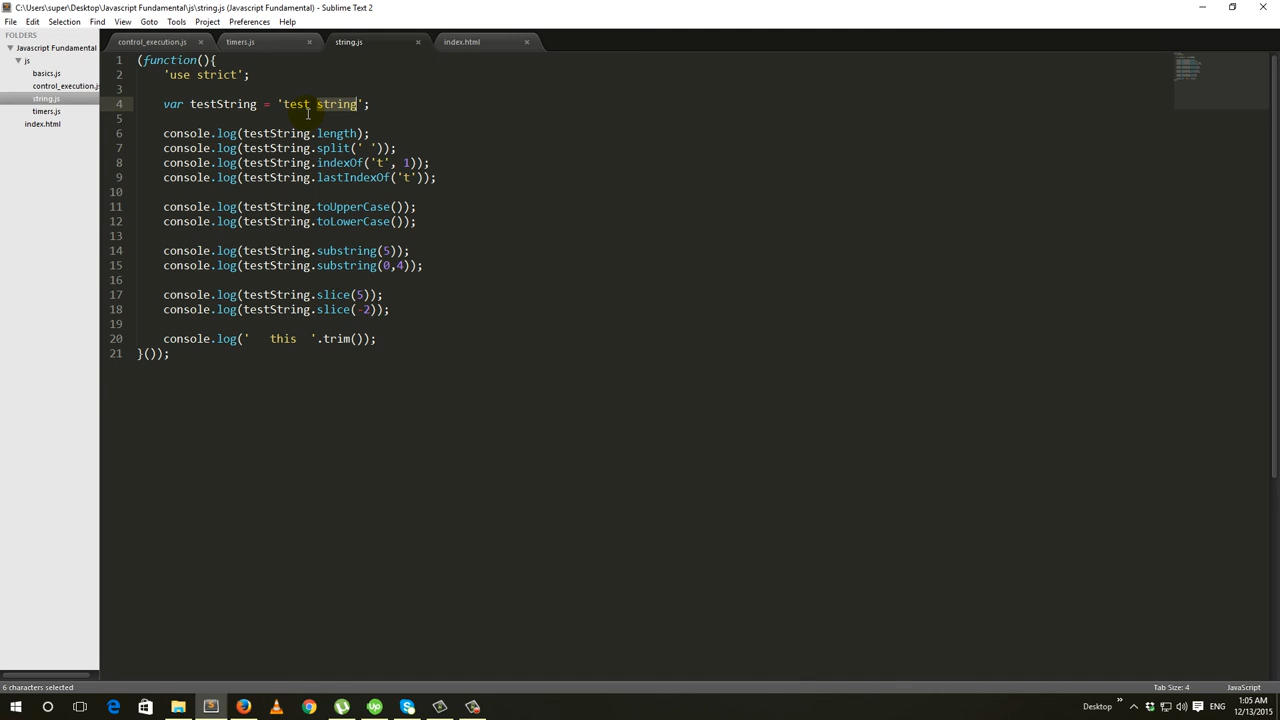 C:\Users\super\Desktop\Javascript Fundamental\js\string.js (Javascript Fundamental) - Sublime Text 2
File Edit Selection Find View Goto Tools Project Preferences Help
FOLDERS
Javascript Fundamental
js
basics.js
control_execution.js
string.js
timers.js
index.html
control_execution.js timers.js string.js index.html
1 (function(){
2 'use strict';
3
4 var testString = 'test string';
5
6 console.log(testString.length);
7 console.log(testString.split(' '));
8 console.log(testString.indexOf('t', 1));
9 console.log(testString.lastIndexOf('t'));
10
11 console.log(testString.toUpperCase());
12 console.log(testString.toLowerCase());
13
14 console.log(testString.substring(5));
15 console.log(testString.substring(0,4));
16
17 console.log(testString.slice(5));
18 console.log(testString.slice(-2));
19
20 console.log('   this  '.trim());
21 }());
6 characters selected Tab Size: 4 JavaScript
Desktop ENG 1:05 AM
12/13/2015